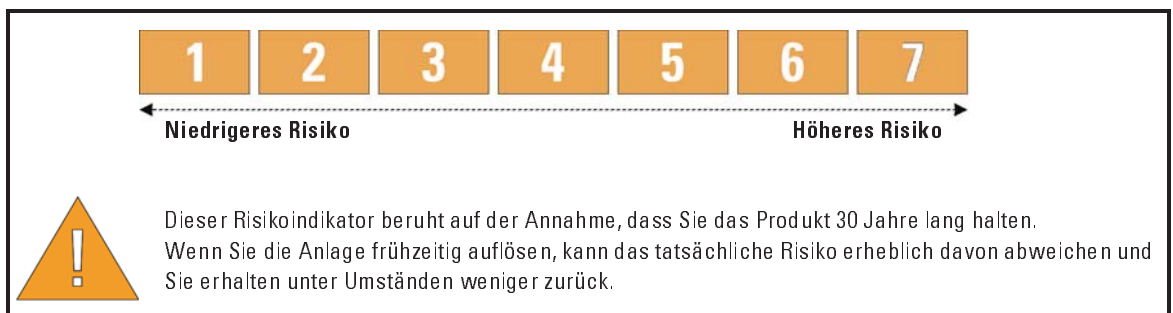 1 2 3 4 5 6 7
Niedrigeres Risiko Höheres Risiko
!
Dieser Risikoindikator beruht auf der Annahme, dass Sie das Produkt 30 Jahre lang halten.
Wenn Sie die Anlage frühzeitig auflösen, kann das tatsächliche Risiko erheblich davon abweichen und
Sie erhalten unter Umständen weniger zurück.